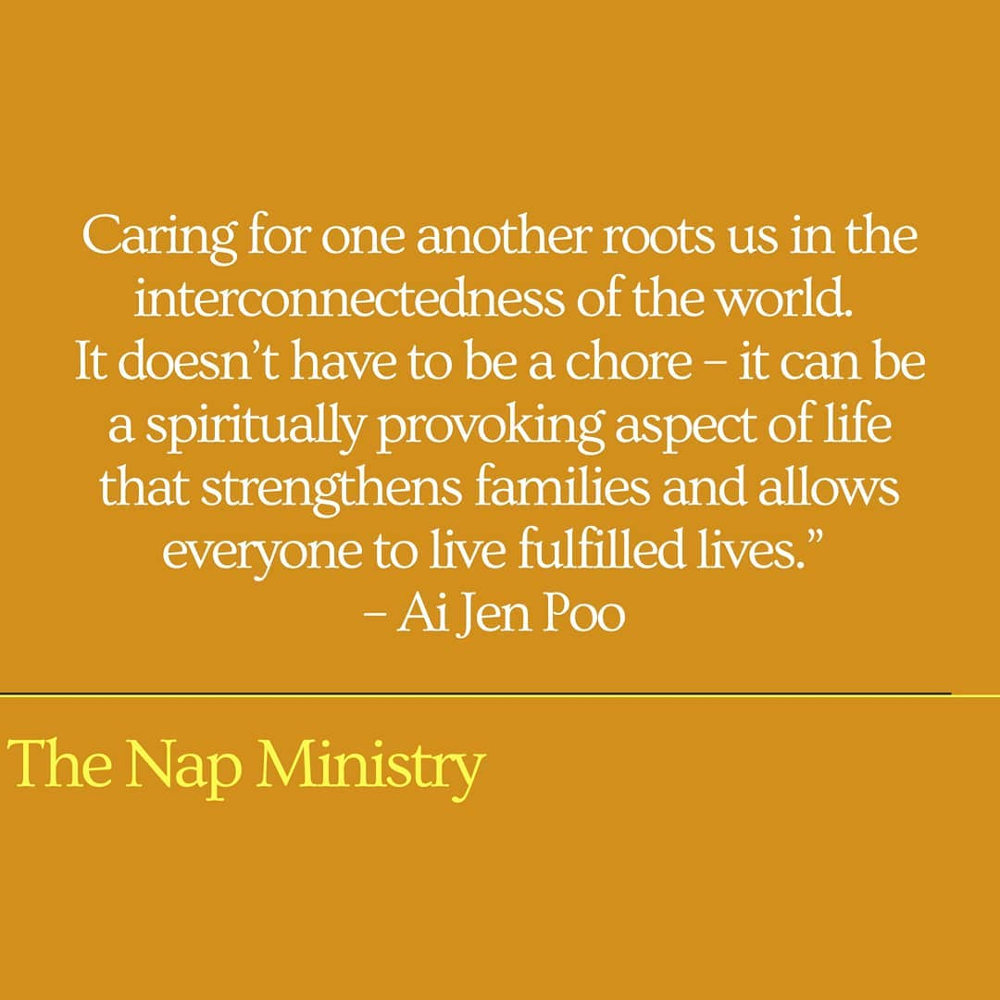 Caring for one another roots us in the
interconnectedness of the world.
It doesn’t have to be a chore – it can be
a spiritually provoking aspect of life
that strengthens families and allows
everyone to live fulfilled lives.”
– Ai Jen Poo
The Nap Ministry